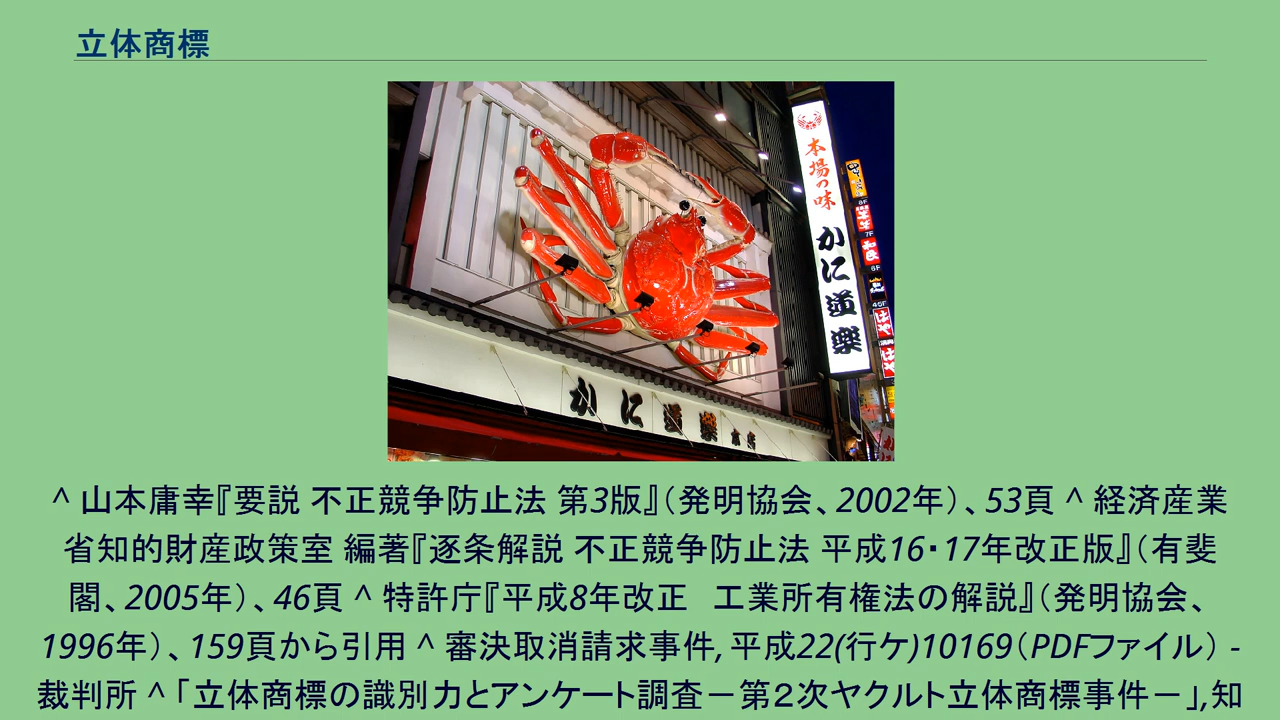 立体商標
本場の味
かに道楽
8F
7F
和民
6F
かに道楽本店
^ 山本庸幸『要説 不正競争防止法 第3版』（発明協会、2002年）、53頁 ^ 経済産業
省知的財産政策室 編著『逐条解説 不正競争防止法 平成16・17年改正版』（有斐
閣、2005年）、46頁 ^ 特許庁『平成8年改正　工業所有権法の解説』（発明協会、
1996年）、159頁から引用 ^ 審決取消請求事件, 平成22(行ケ)10169（PDFファイル） -
裁判所 ^ 「立体商標の識別力とアンケート調査－第２次ヤクルト立体商標事件－」,知